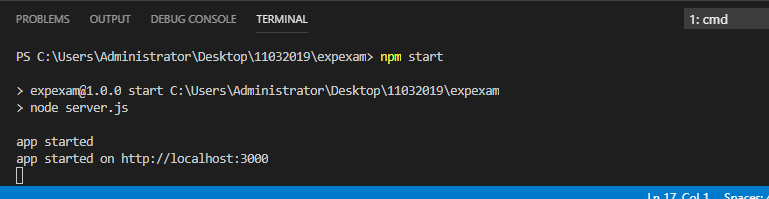 PROBLEMS OUTPUT DEBUG CONSOLE TERMINAL 1: cmd
PS C:\Users\Administrator\Desktop\11032019\expexam> npm start
> expexam@1.0.0 start C:\Users\Administrator\Desktop\11032019\expexam
> node server.js
app started
app started on http://localhost:3000
Ln 17, Col 1 Spaces: